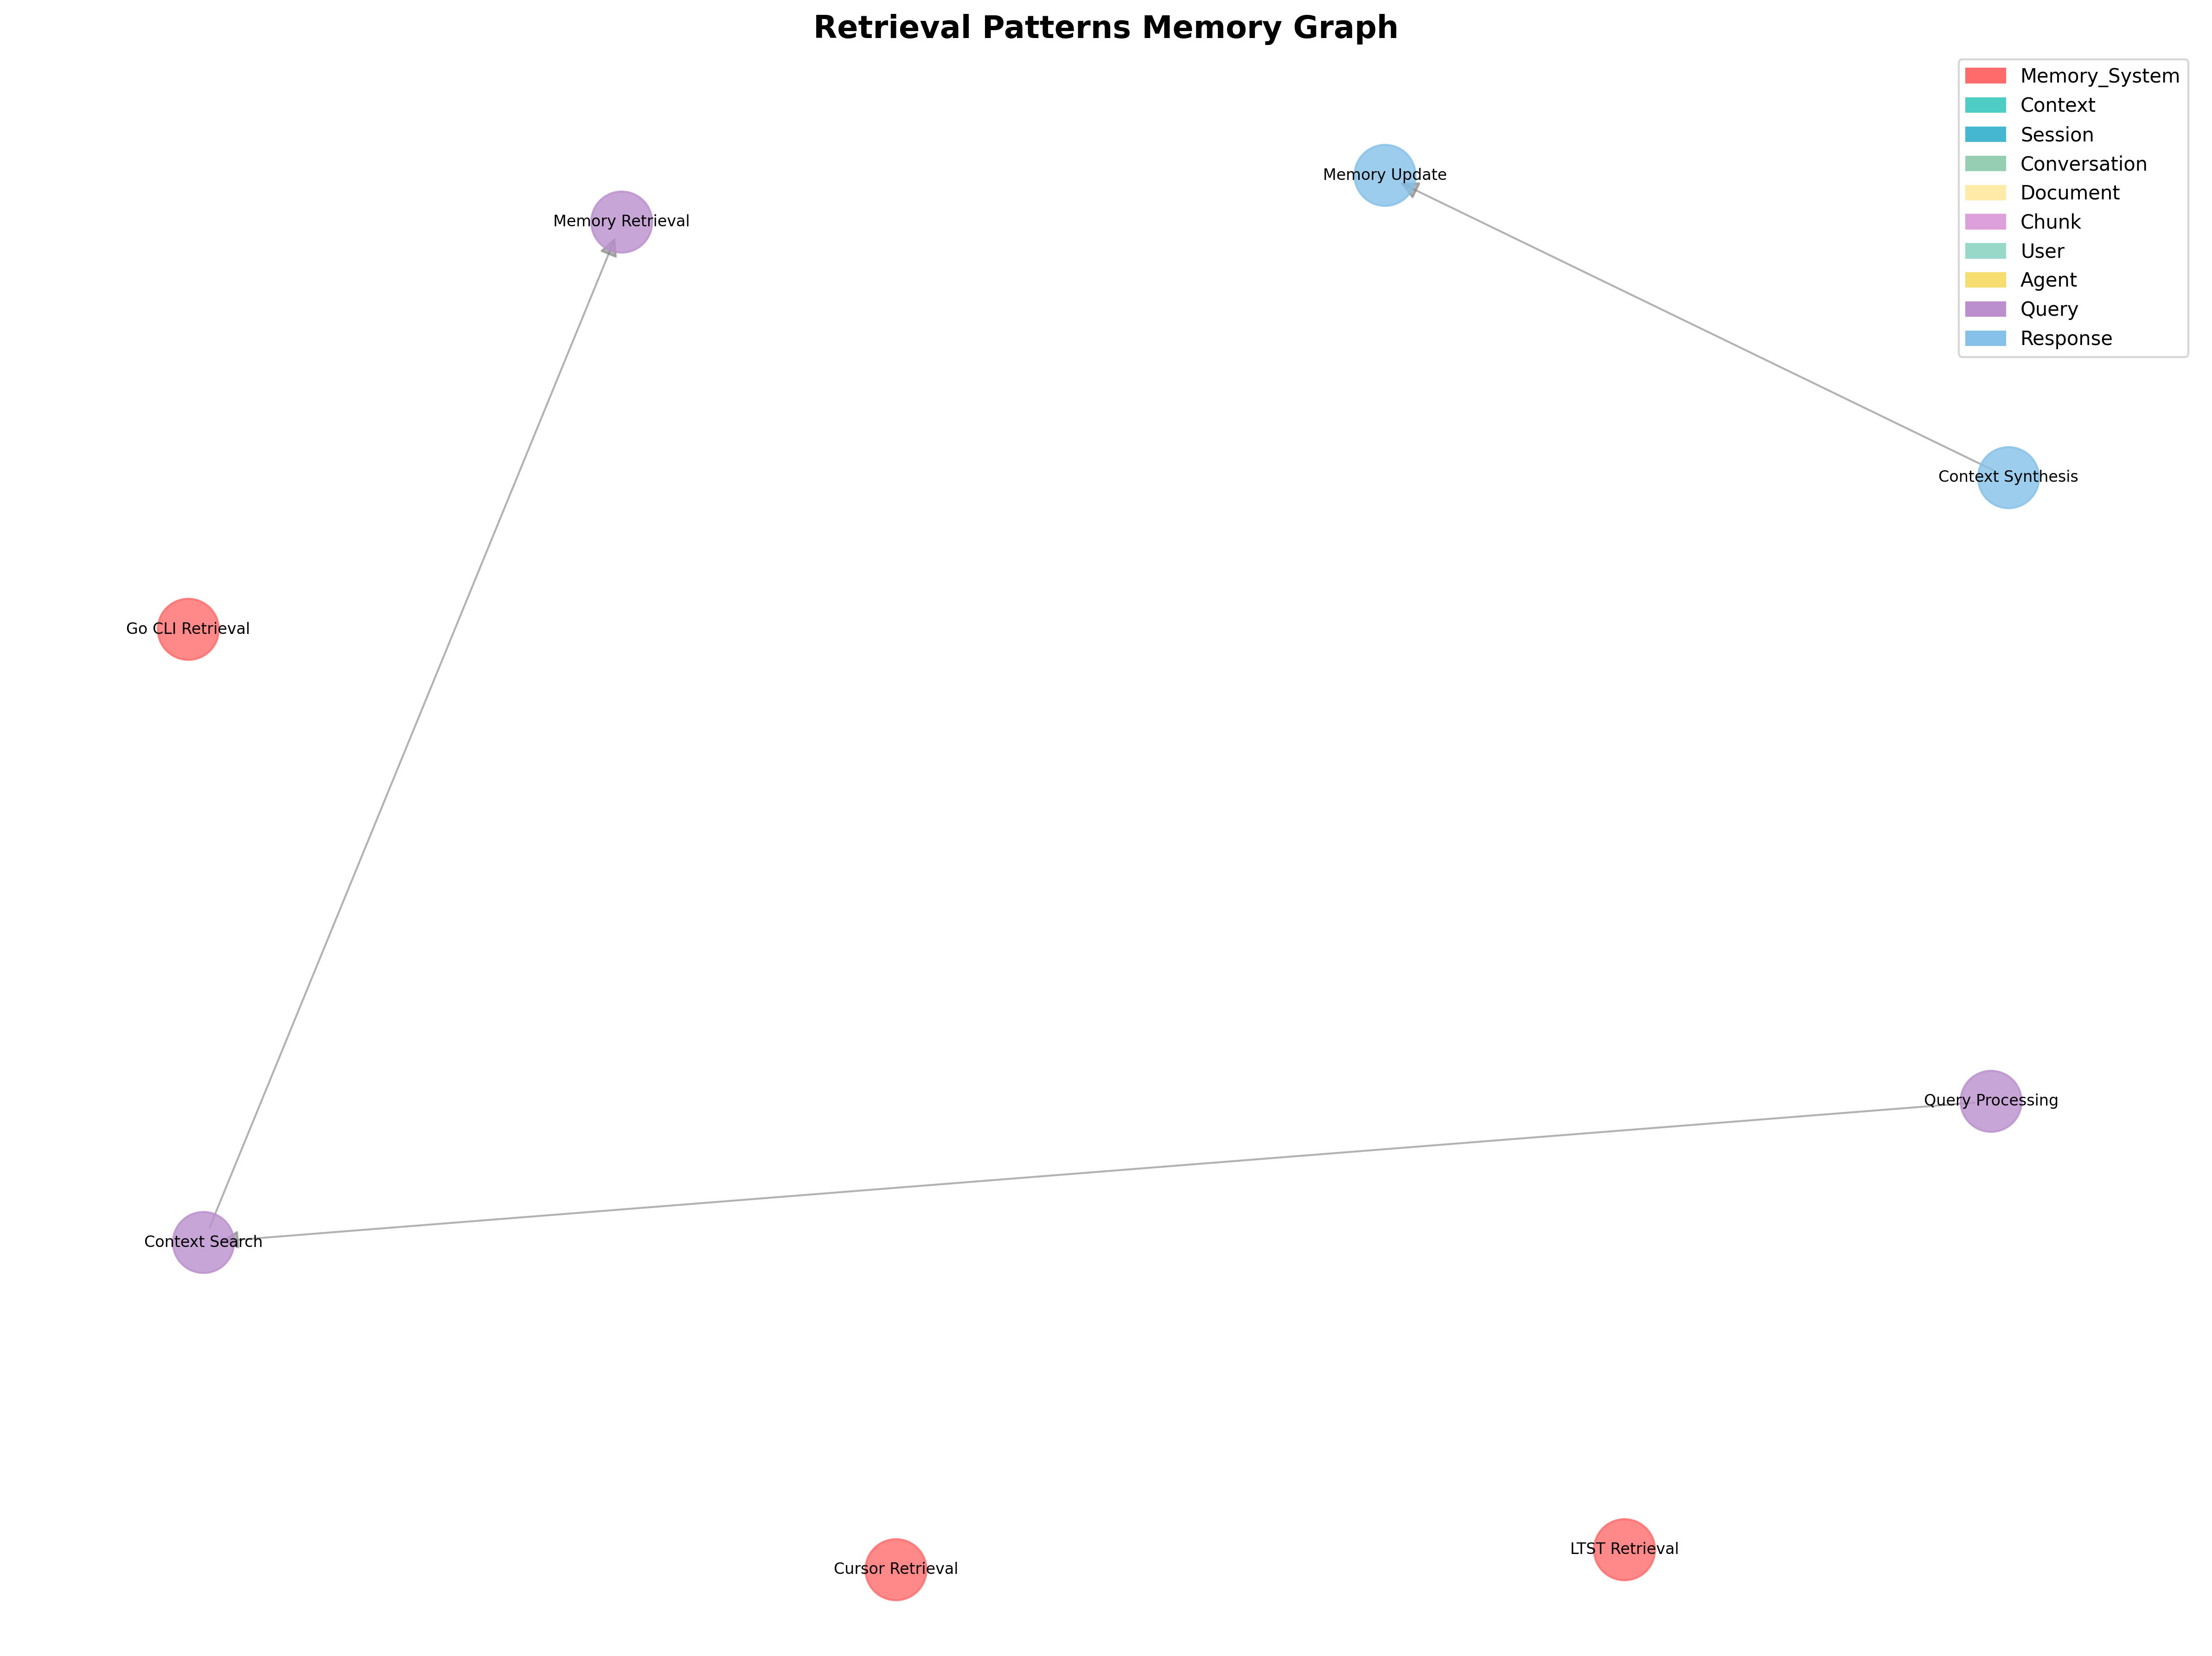 Retrieval Patterns Memory Graph
Memory_System
Context
Session
Conversation
Document
Chunk
User
Agent
Query
Response
Memory Update
Memory Retrieval
Context Synthesis
Go CLI Retrieval
Query Processing
Context Search
LTST Retrieval
Cursor Retrieval